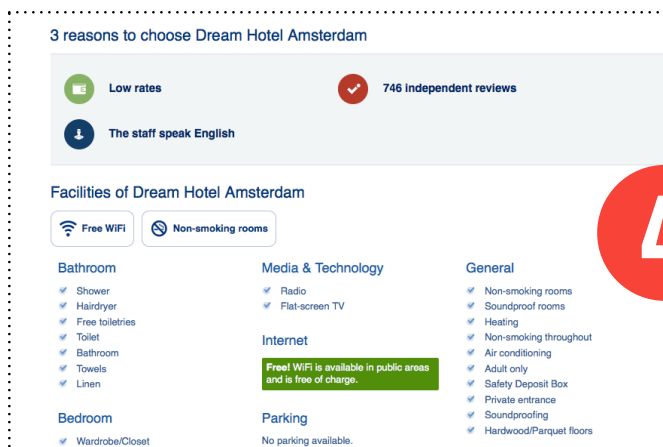 3 reasons to choose Dream Hotel Amsterdam
Low rates
746 independent reviews
The staff speak English
Facilities of Dream Hotel Amsterdam
Free WiFi
Non-smoking rooms
Bathroom
Shower
Hairdryer
Free toiletries
Toilet
Bathroom
Towels
Linen
Bedroom
Wardrobe/Closet
Media & Technology
Radio
Flat-screen TV
Internet
Free! WiFi is available in public areas
and is free of charge.
Parking
No parking available.
General
Non-smoking rooms
Soundproof rooms
Heating
Non-smoking throughout
Air conditioning
Adult only
Safety Deposit Box
Private entrance
Soundproofing
Hardwood/Parquet floors